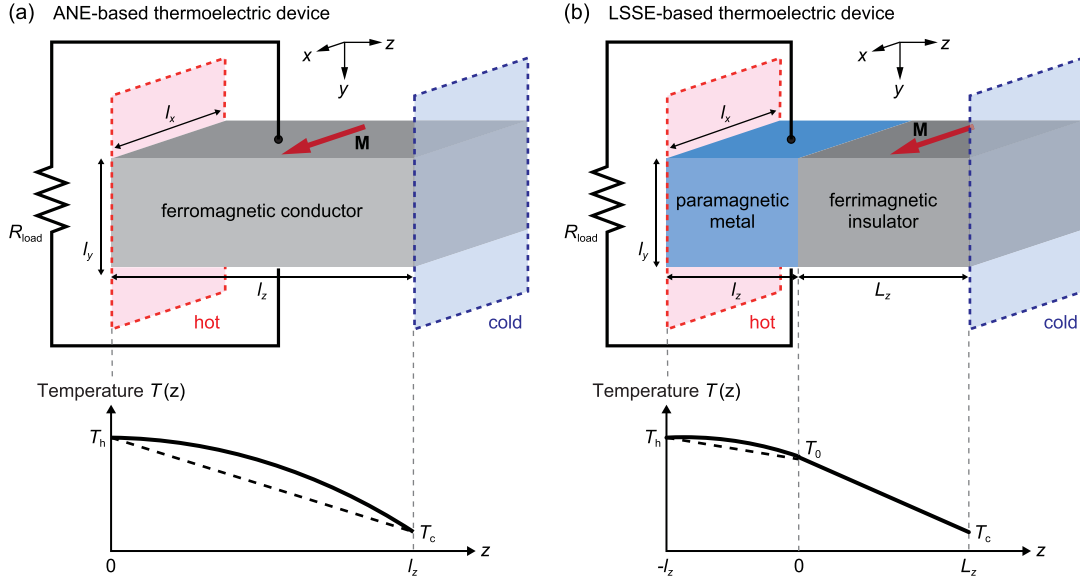 (a) ANE-based thermoelectric device
x
z
y
l_x
M
ferromagnetic conductor
R_load
l_y
l_z
hot
cold
Temperature T(z)
T_h
T_c
0
l_z
z
(b) LSSE-based thermoelectric device
x
z
y
l_x
M
paramagnetic
metal
ferrimagnetic
insulator
R_load
l_y
l_z
L_z
hot
cold
Temperature T(z)
T_h
T_0
T_c
-l_z
0
L_z
z